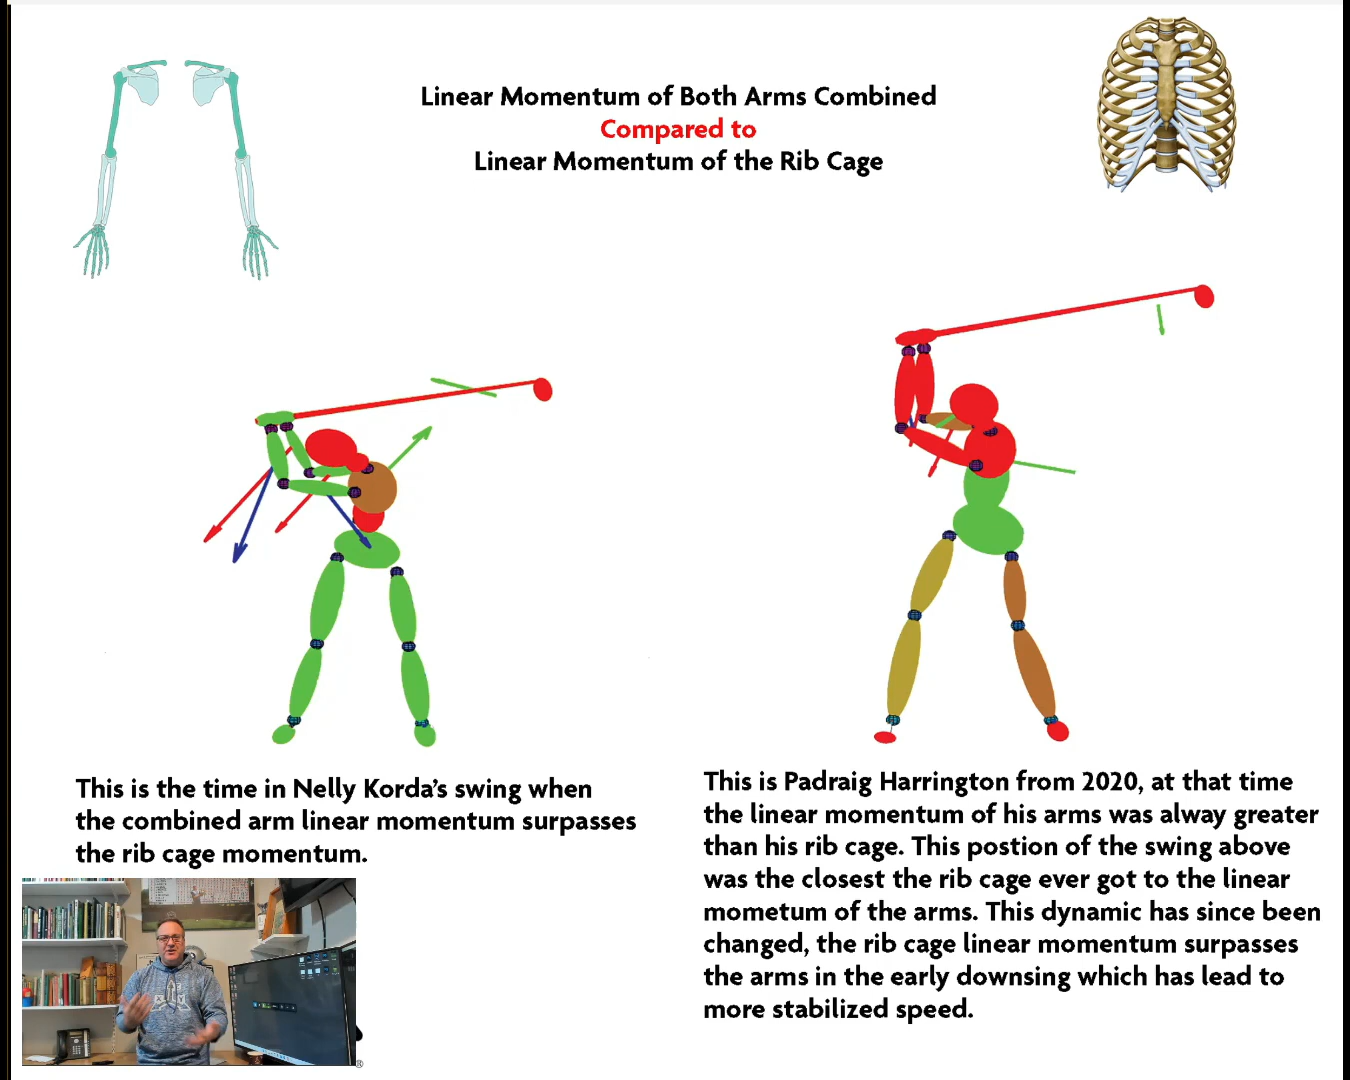 Linear Momentum of Both Arms Combined
Compared to
Linear Momentum of the Rib Cage
This is the time in Nelly Korda's swing when
the combined arm linear momentum surpasses
the rib cage momentum.
This is Padraig Harrington from 2020, at that time
the linear momentum of his arms was alway greater
than his rib cage. This postion of the swing above
was the closest the rib cage ever got to the linear
mometum of the arms. This dynamic has since been
changed, the rib cage linear momentum surpasses
the arms in the early downsing which has lead to
more stabilized speed.
®